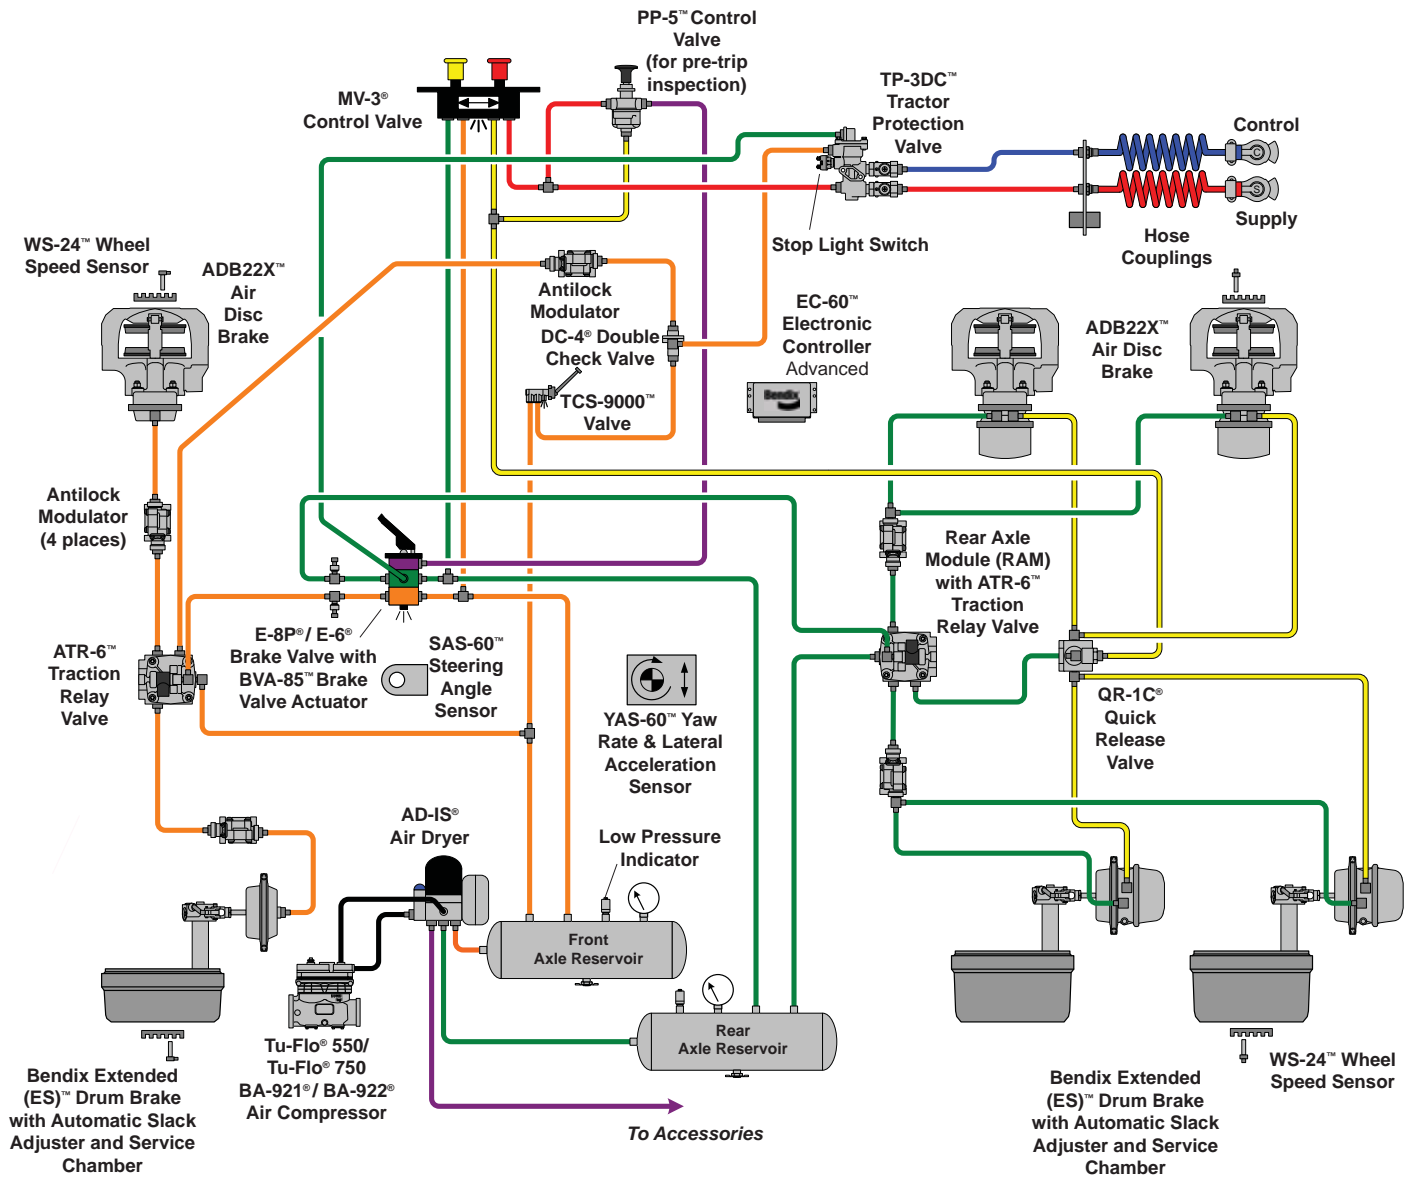 PP-5™ Control
Valve
(for pre-trip
inspection)
MV-3®
Control Valve
TP-3DC™
Tractor
Protection
Valve
Control
Supply
S
Hose
Couplings
Stop Light Switch
WS-24™ Wheel
Speed Sensor
ADB22X™
Air
Disc
Brake
Antilock
Modulator
DC-4® Double
Check Valve
TCS-9000™
Valve
EC-60™
Electronic
Controller
Advanced
Bendix
ADB22X™
Air Disc
Brake
Antilock
Modulator
(4 places)
Rear Axle
Module (RAM)
with ATR-6™
Traction
Relay Valve
E-8P® / E-6®
Brake Valve with
BVA-85™ Brake
Valve Actuator
SAS-60™
Steering
Angle
Sensor
ATR-6™
Traction
Relay
Valve
YAS-60™ Yaw
Rate & Lateral
Acceleration
Sensor
QR-1C®
Quick
Release
Valve
AD-IS®
Air Dryer
Low Pressure
Indicator
Front
Axle Reservoir
Rear
Axle Reservoir
Tu-Flo® 550/
Tu-Flo® 750
BA-921® / BA-922®
Air Compressor
To Accessories
Bendix Extended
(ES)™ Drum Brake
with Automatic Slack
Adjuster and Service
Chamber
Bendix Extended
(ES)™ Drum Brake
with Automatic Slack
Adjuster and Service
Chamber
WS-24™ Wheel
Speed Sensor